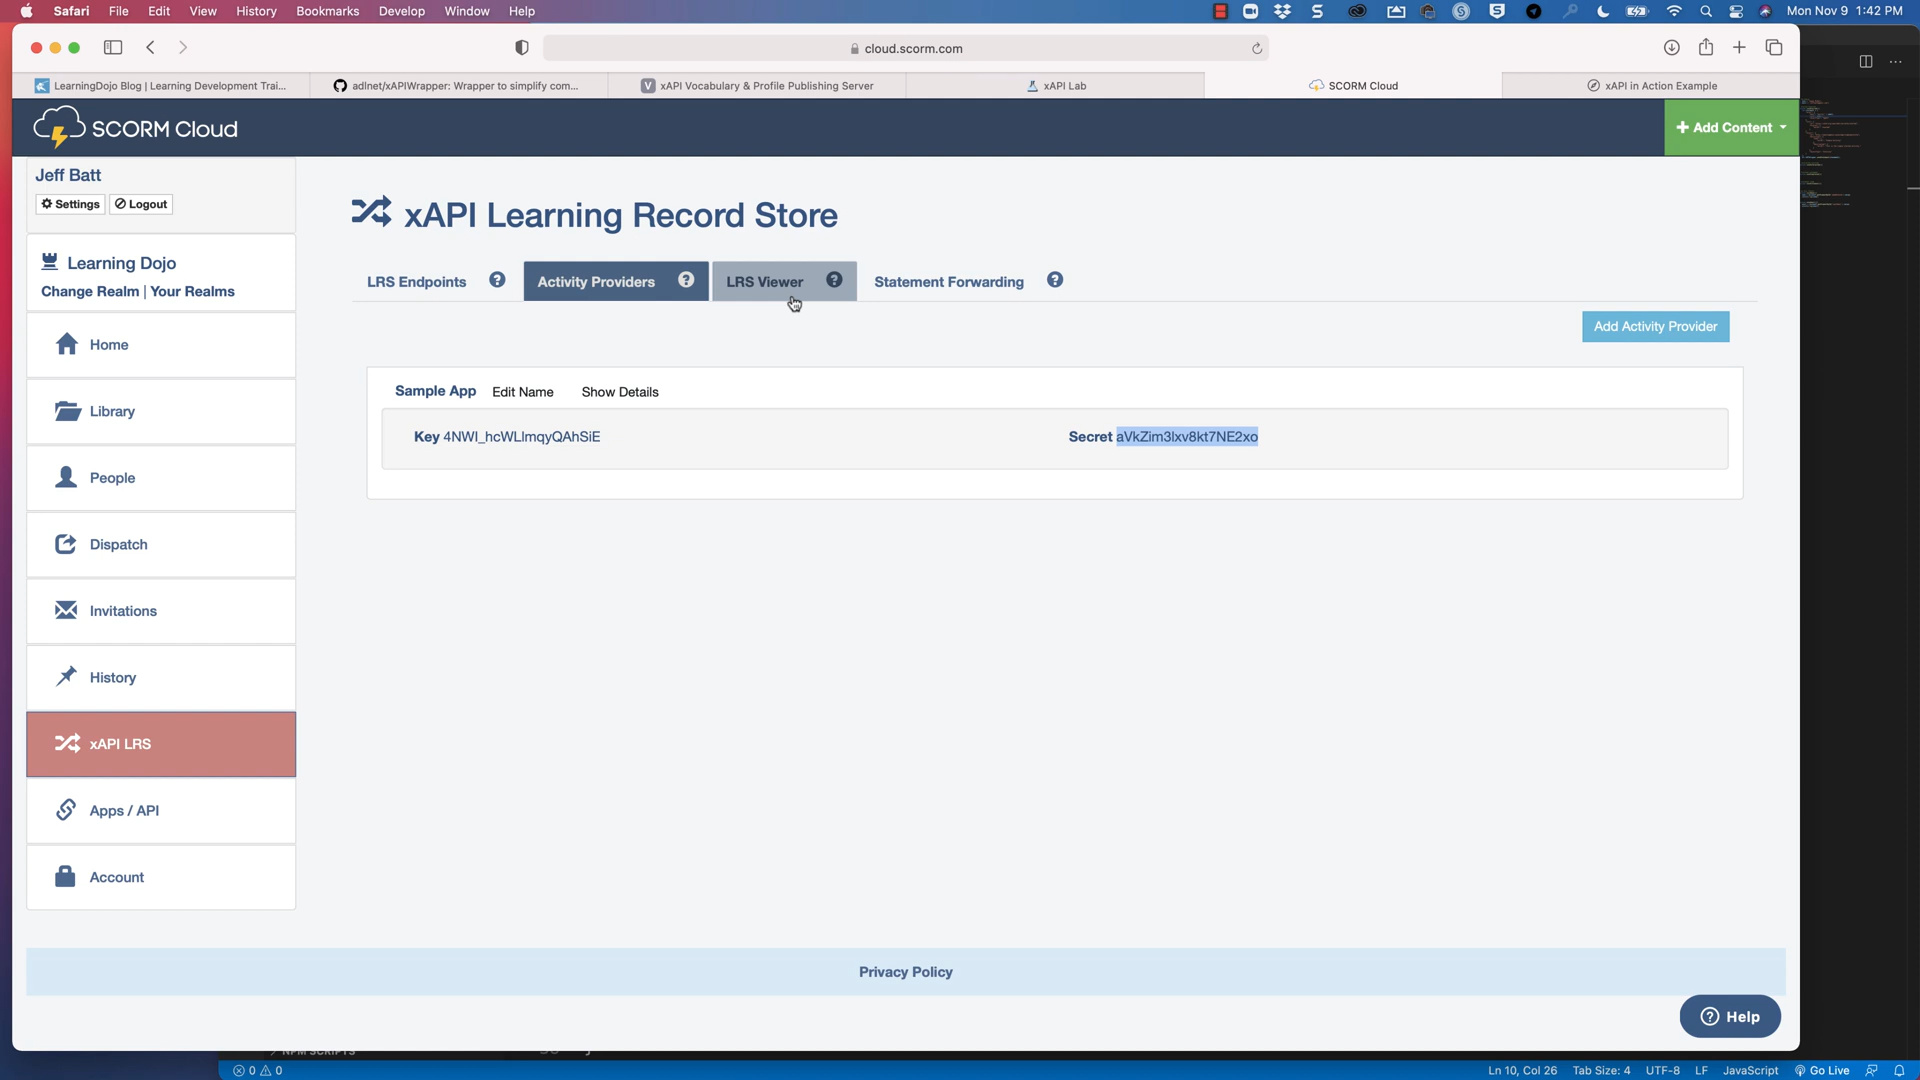 Safari File Edit View History Bookmarks Develop Window Help
Mon Nov 9 1:42 PM
cloud.scorm.com
LearningDojo Blog | Learning Development Trai...
adlnet/xAPIWrapper: Wrapper to simplify com...
xAPI Vocabulary & Profile Publishing Server
xAPI Lab
SCORM Cloud
xAPI in Action Example
SCORM Cloud
+ Add Content
Jeff Batt
Settings
Logout
Learning Dojo
Change Realm | Your Realms
Home
Library
People
Dispatch
Invitations
History
xAPI LRS
Apps / API
Account
xAPI Learning Record Store
LRS Endpoints ?
Activity Providers ?
LRS Viewer ?
Statement Forwarding ?
Add Activity Provider
Sample App Edit Name Show Details
Key 4NWI_hcWLlmqyQAhSiE
Secret aVkZim3lxv8kt7NE2xo
Privacy Policy
? Help
NPM SCRIPTS
0 0
Ln 10, Col 26 Tab Size: 4 UTF-8 LF JavaScript Go Live